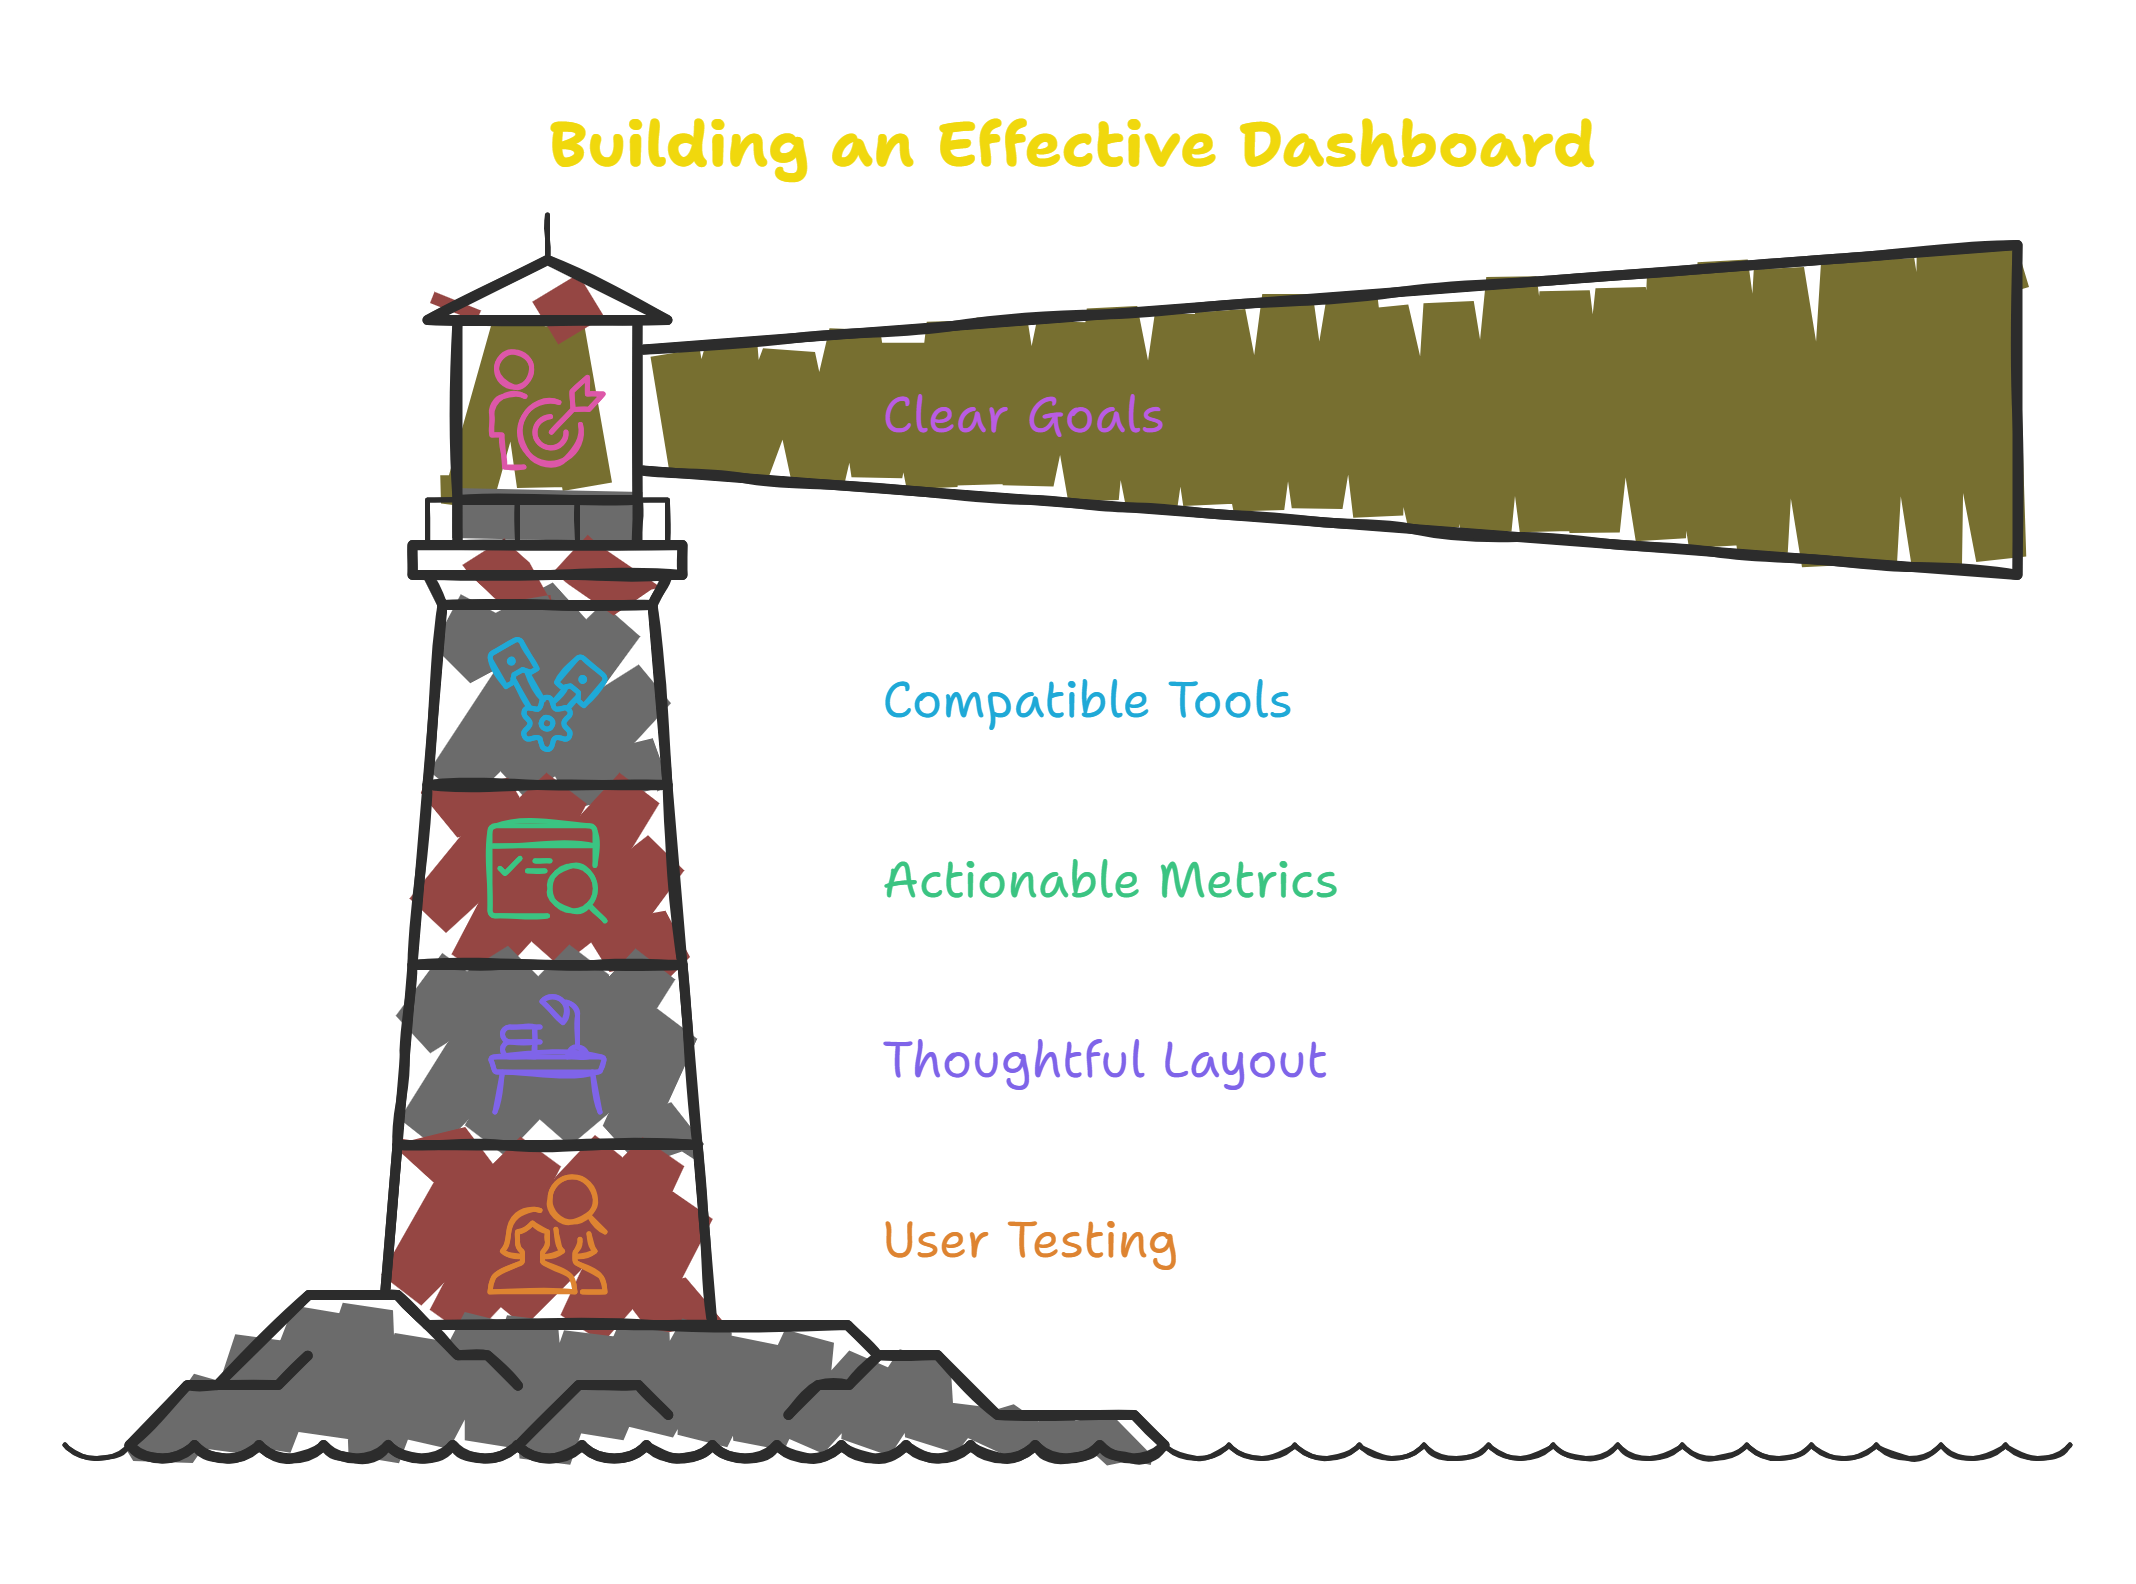 Building an Effective Dashboard
Clear Goals
Compatible Tools
Actionable Metrics
Thoughtful Layout
User Testing